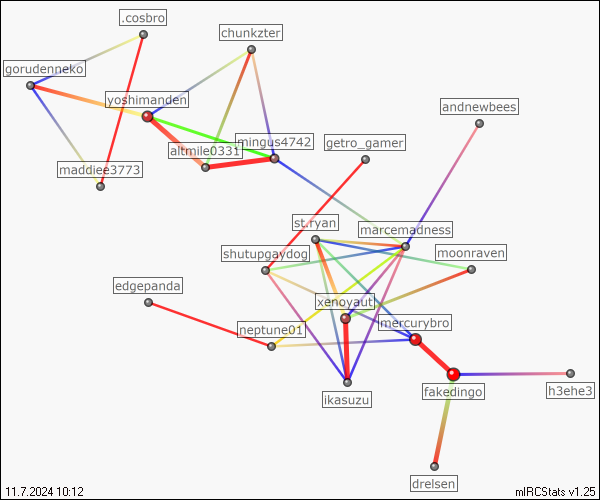 .cosbro
chunkzter
gorudenneko
yoshimanden
andnewbees
mingus4742
getro_gamer
altmile0331
maddiee3773
st.ryan
marcemadness
shutupgaydog
moonraven
edgepanda
xenoyaut
mercurybro
neptune01
fakedingo
h3ehe3
ikasuzu
drelsen
11.7.2024 10:12
mIRCStats v1.25